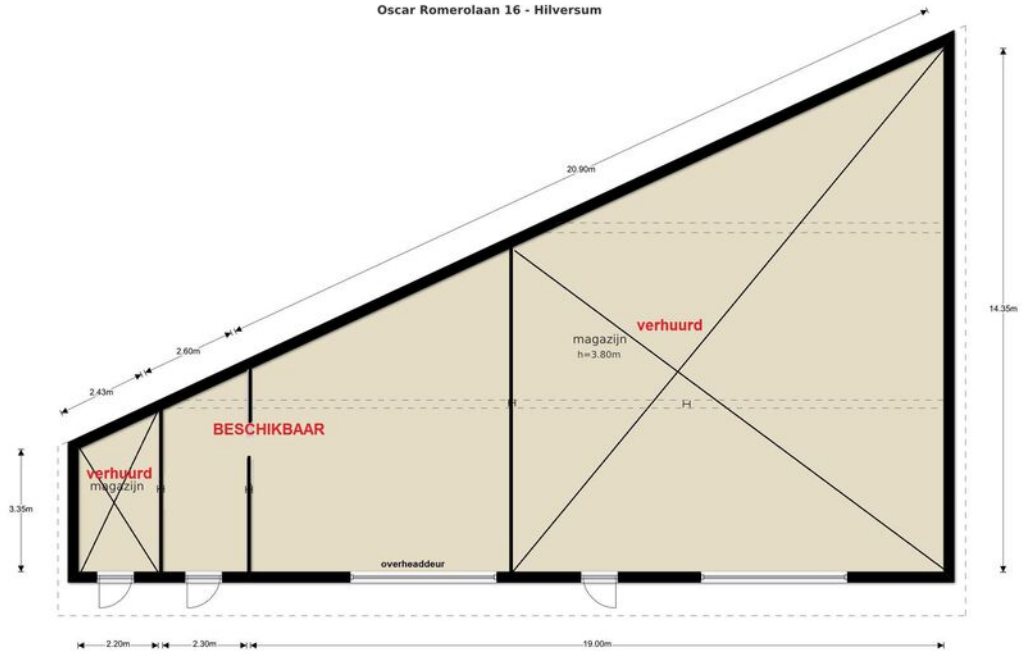 Oscar Romerolaan 16 - Hilversum
20.90m
2.60m
2.43m
14.35m
verhuurd
magazijn
h=3.80m
BESCHIKBAAR
verhuurd
magazijn
3.35m
overheaddeur
2.20m
2.30m
19.00m